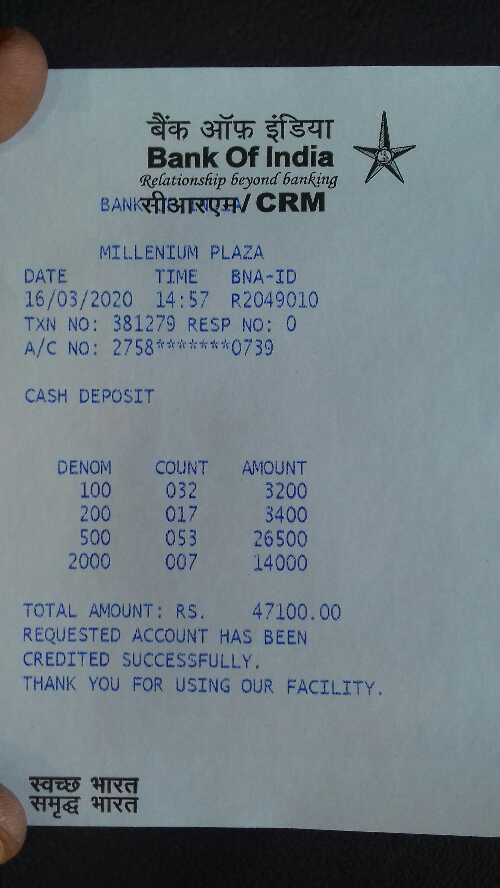 बैंक ऑफ़ इंडिया
Bank Of India
Relationship beyond banking
BANK सीआरएम/ CRM
MILLENIUM PLAZA
DATE TIME BNA-ID
16/03/2020 14:57 R2049010
TXN NO: 381279 RESP NO: 0
A/C NO: 2758*******0739
CASH DEPOSIT
DENOM COUNT AMOUNT
100 032 3200
200 017 3400
500 053 26500
2000 007 14000
TOTAL AMOUNT: RS. 47100.00
REQUESTED ACCOUNT HAS BEEN
CREDITED SUCCESSFULLY.
THANK YOU FOR USING OUR FACILITY.
स्वच्छ भारत
समृद्ध भारत